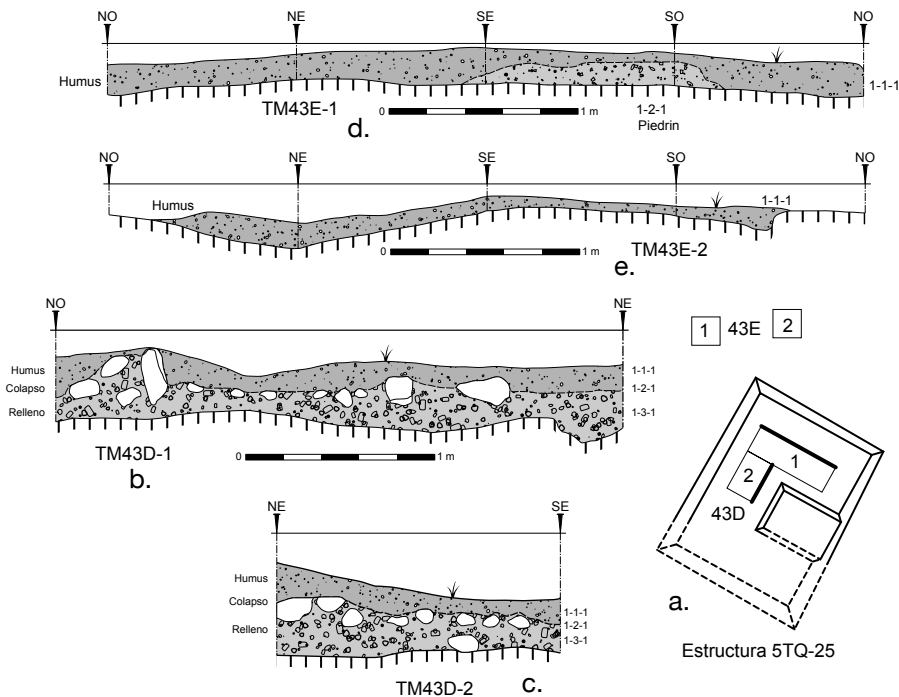 NO NE SE SO NO
Humus
1-1-1
TM43E-1
0 1 m
1-2-1
Piedrin
d.
NO NE SE SO NO
Humus
1-1-1
0 1 m
TM43E-2
e.
NO NE
Humus
Colapso
Relleno
1-1-1
1-2-1
1-3-1
TM43D-1
0 1 m
b.
1 43E 2
1
2
43D
a.
Estructura 5TQ-25
NE SE
Humus
Colapso
Relleno
1-1-1
1-2-1
1-3-1
TM43D-2
c.